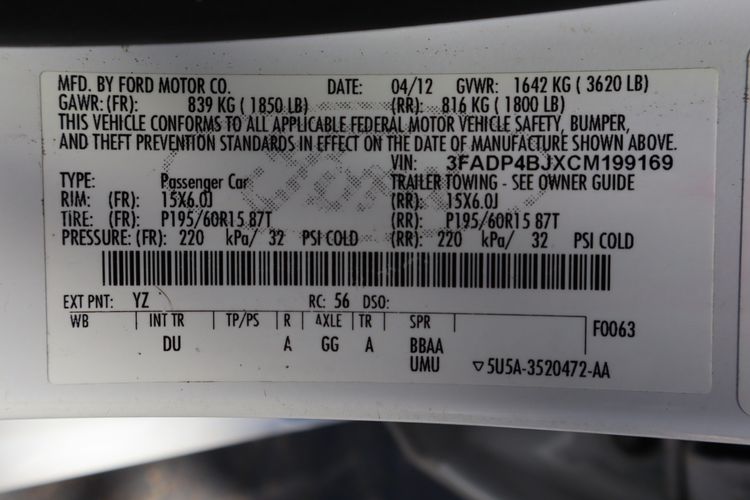 MFD. BY FORD MOTOR CO. DATE: 04/12 GVWR: 1642 KG ( 3620 LB)
GAWR: (FR): 839 KG ( 1850 LB) (RR): 816 KG ( 1800 LB)
THIS VEHICLE CONFORMS TO ALL APPLICABLE FEDERAL MOTOR VEHICLE SAFETY, BUMPER,
AND THEFT PREVENTION STANDARDS IN EFFECT ON THE DATE OF MANUFACTURE SHOWN ABOVE.
VIN: 3FADP4BJXCM199169
TYPE: Passenger Car TRAILER TOWING - SEE OWNER GUIDE
RIM: (FR): 15X6.0J (RR): 15X6.0J
TIRE: (FR): P195/60R15 87T (RR): P195/60R15 87T
PRESSURE: (FR): 220 kPa/ 32 PSI COLD (RR): 220 kPa/ 32 PSI COLD
EXT PNT: YZ RC: 56 DSO:
WB | INT TR | TP/PS | R | AXLE | TR | SPR | F0063
DU A GG A BBAA
UMU ▽5U5A-3520472-AA